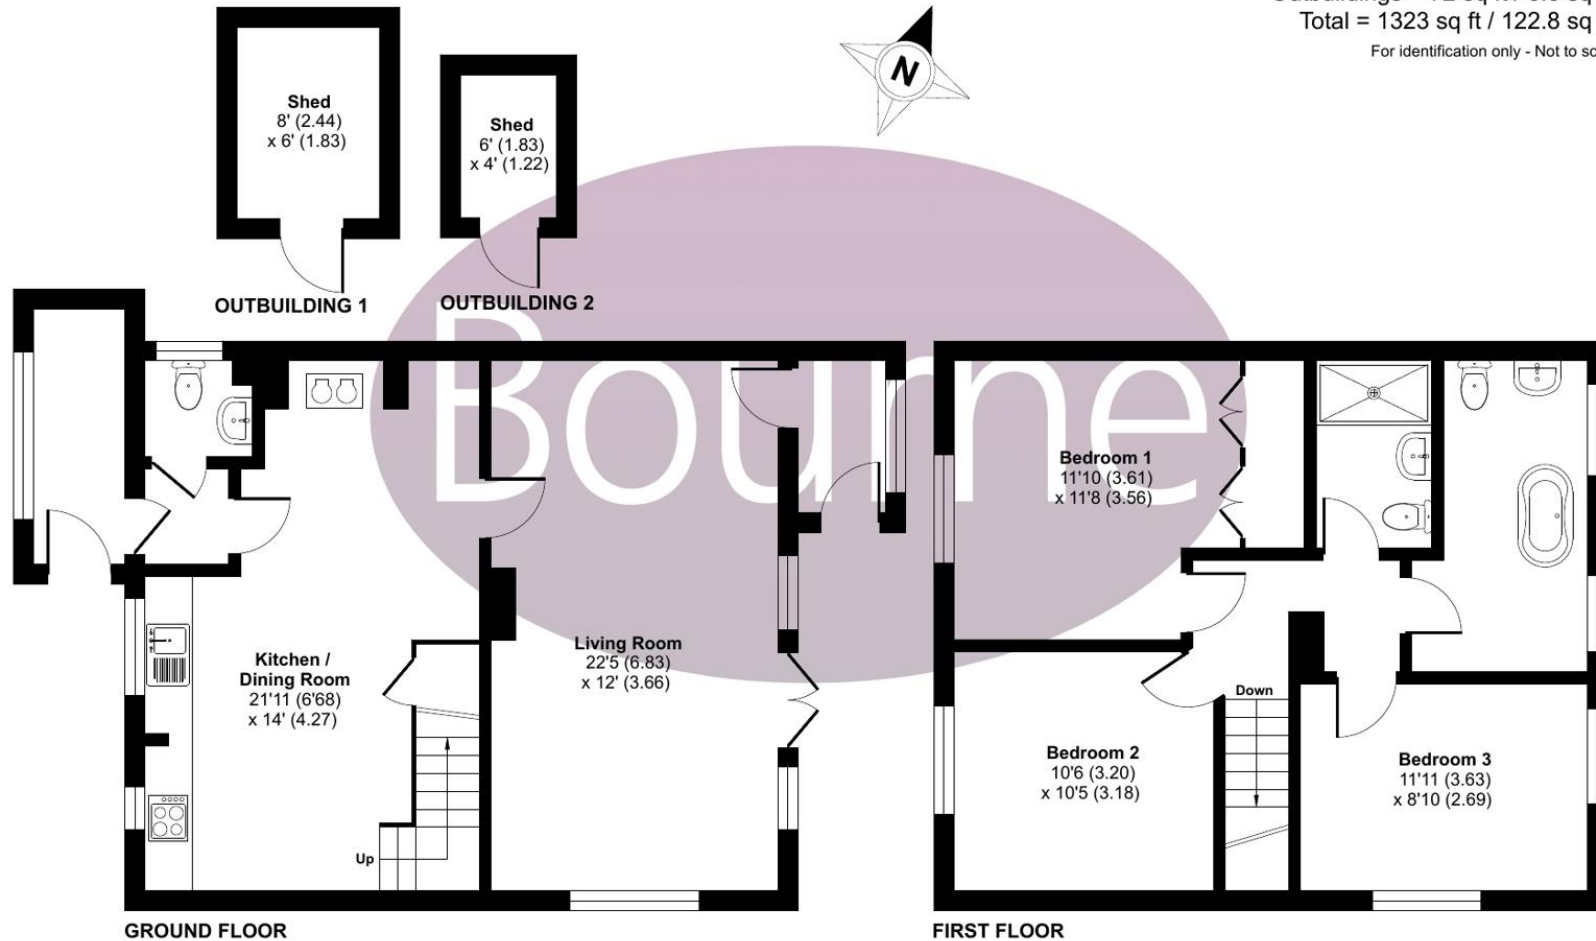 Total = 1323 sq ft / 122.8 sq
For identification only - Not to
Shed
8' (2.44)
x 6' (1.83)
Shed
6' (1.83)
x 4' (1.22)
N
OUTBUILDING 1
OUTBUILDING 2
Bourne
Kitchen /
Dining Room
21'11 (6'68)
x 14' (4.27)
Living Room
22'5 (6.83)
x 12' (3.66)
Up
GROUND FLOOR
Bedroom 1
11'10 (3.61)
x 11'8 (3.56)
Down
Bedroom 2
10'6 (3.20)
x 10'5 (3.18)
Bedroom 3
11'11 (3.63)
x 8'10 (2.69)
FIRST FLOOR